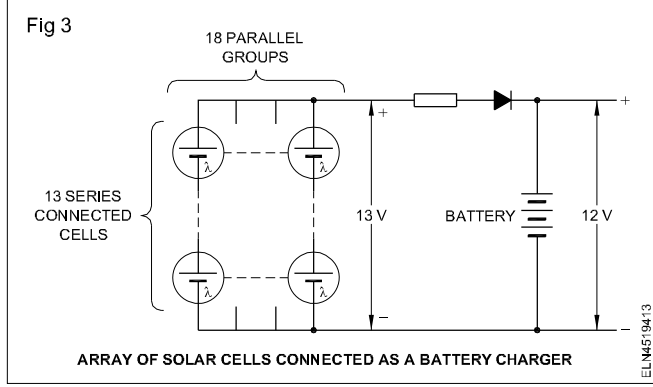 Fig 3
18 PARALLEL
GROUPS
13 SERIES
CONNECTED
CELLS
λ
λ
λ
λ
+
13 V
–
BATTERY
+
12 V
–
ARRAY OF SOLAR CELLS CONNECTED AS A BATTERY CHARGER
ELN4519413